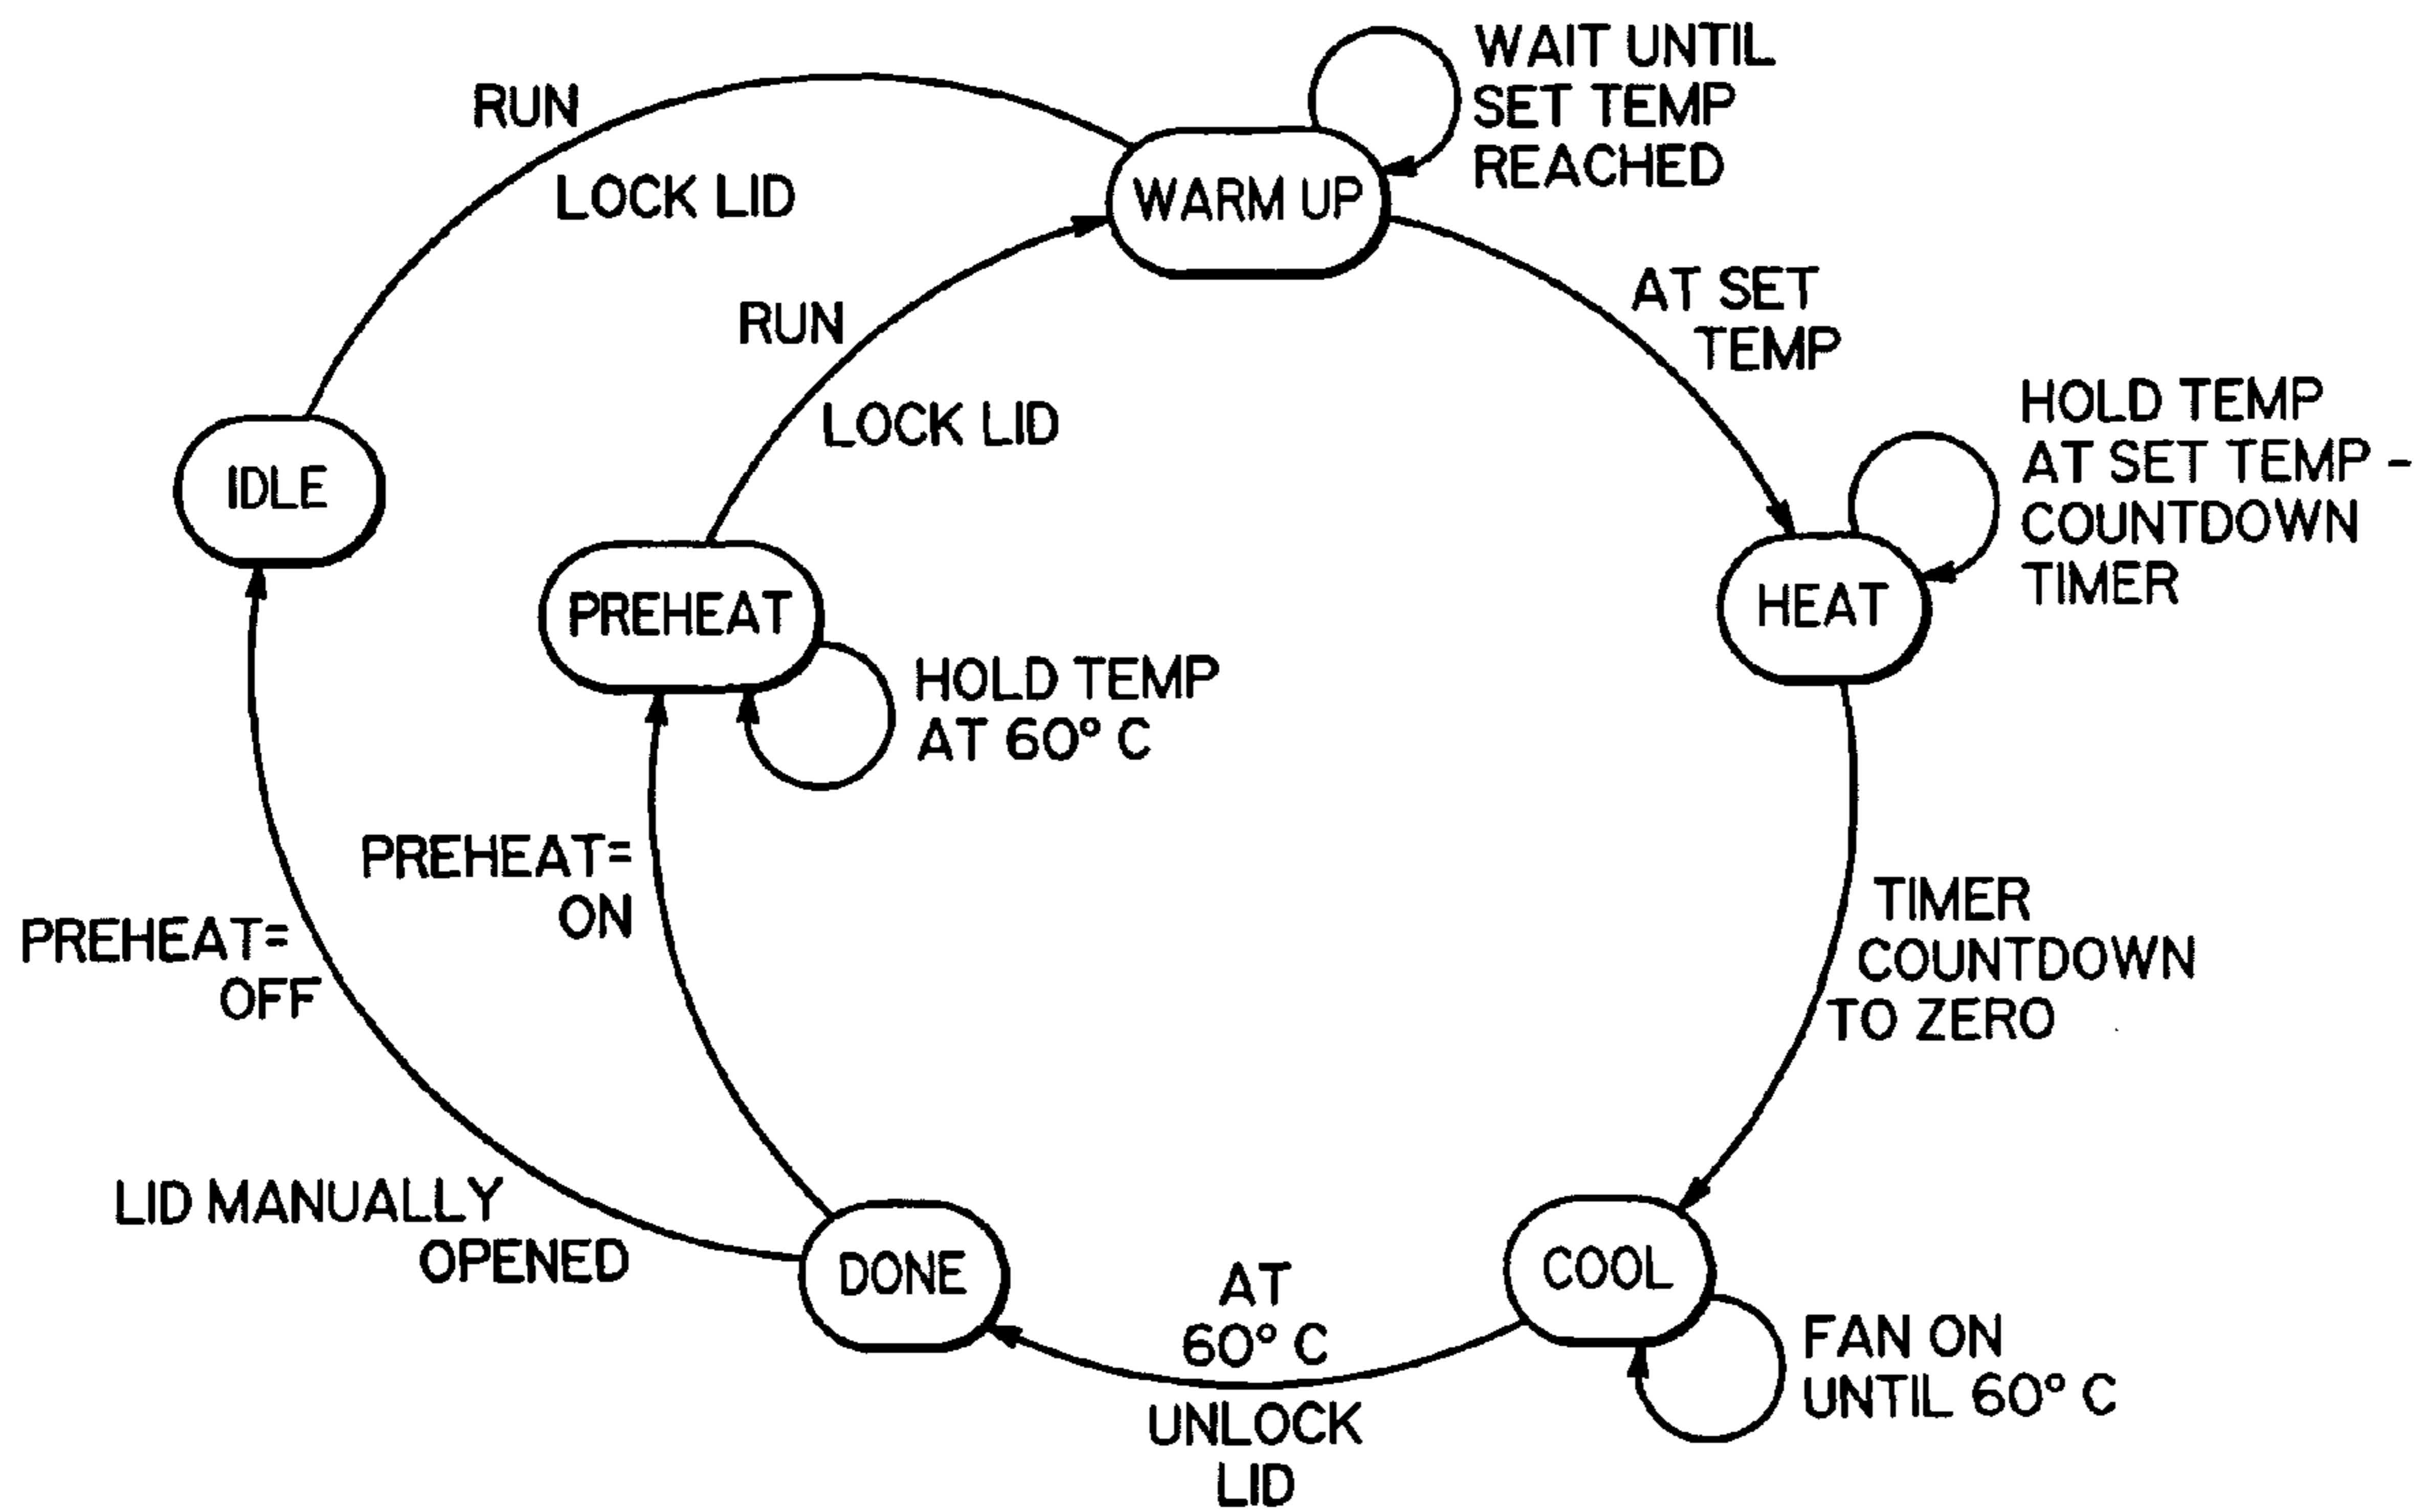 RUN
LOCK LID
WAIT UNTIL
SET TEMP
REACHED
WARM UP
RUN
LOCK LID
AT SET
TEMP
IDLE
PREHEAT
HOLD TEMP
AT 60° C
HOLD TEMP
AT SET TEMP -
COUNTDOWN
TIMER
HEAT
PREHEAT=
ON
PREHEAT=
OFF
TIMER
COUNTDOWN
TO ZERO
LID MANUALLY
OPENED
DONE
AT
60° C
UNLOCK
LID
COOL
FAN ON
UNTIL 60° C